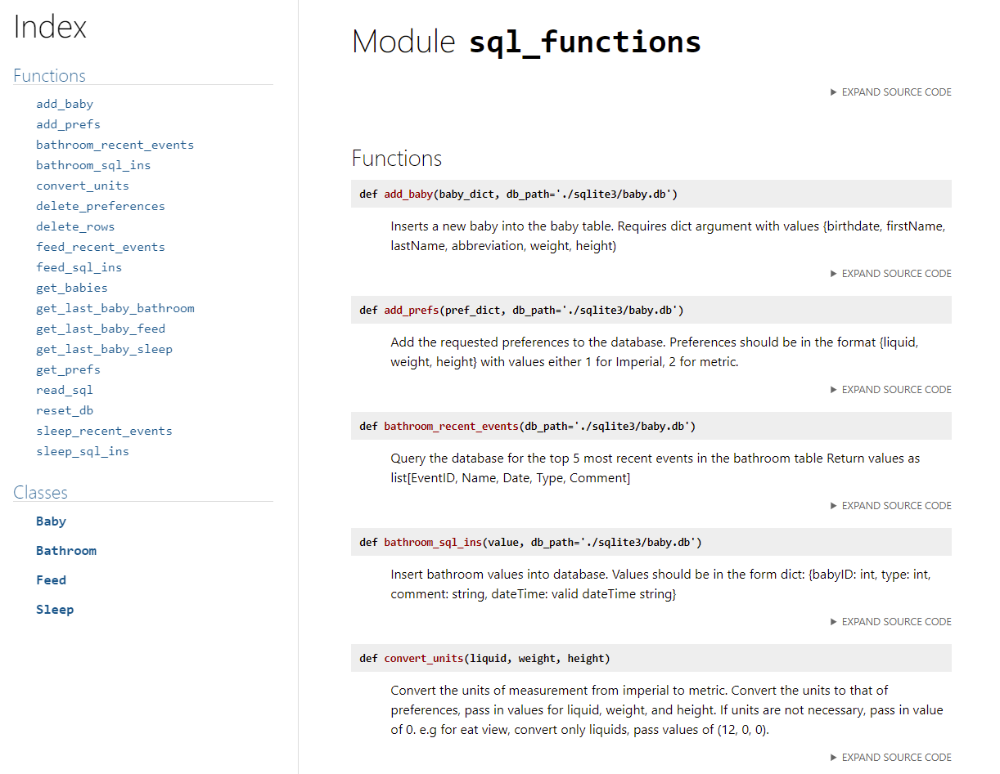 Index
Functions
add_baby
add_prefs
bathroom_recent_events
bathroom_sql_ins
convert_units
delete_preferences
delete_rows
feed_recent_events
feed_sql_ins
get_babies
get_last_baby_bathroom
get_last_baby_feed
get_last_baby_sleep
get_prefs
read_sql
reset_db
sleep_recent_events
sleep_sql_ins
Classes
Baby
Bathroom
Feed
Sleep
Module sql_functions
EXPAND SOURCE CODE
Functions
def add_baby(baby_dict, db_path='./sqlite3/baby.db')
Inserts a new baby into the baby table. Requires dict argument with values {birthdate, firstName,
lastName, abbreviation, weight, height)
EXPAND SOURCE CODE
def add_prefs(pref_dict, db_path='./sqlite3/baby.db')
Add the requested preferences to the database. Preferences should be in the format {liquid,
weight, height} with values either 1 for Imperial, 2 for metric.
EXPAND SOURCE CODE
def bathroom_recent_events(db_path='./sqlite3/baby.db')
Query the database for the top 5 most recent events in the bathroom table Return values as
list[EventID, Name, Date, Type, Comment]
EXPAND SOURCE CODE
def bathroom_sql_ins(value, db_path='./sqlite3/baby.db')
Insert bathroom values into database. Values should be in the form dict: {babyID: int, type: int,
comment: string, dateTime: valid dateTime string}
EXPAND SOURCE CODE
def convert_units(liquid, weight, height)
Convert the units of measurement from imperial to metric. Convert the units to that of
preferences, pass in values for liquid, weight, and height. If units are not necessary, pass in value
of 0. e.g for eat view, convert only liquids, pass values of (12, 0, 0).
EXPAND SOURCE CODE